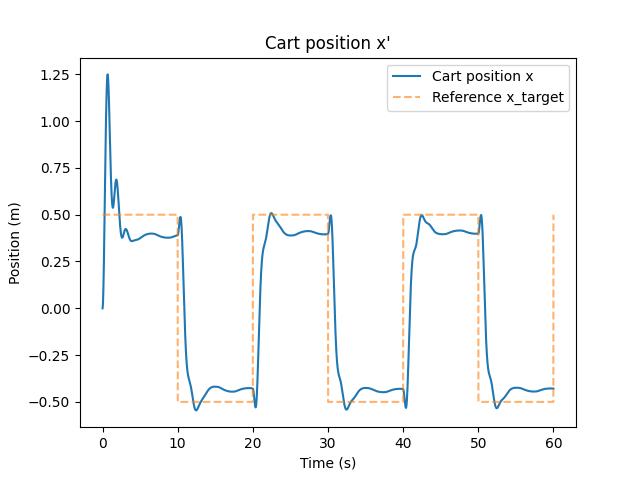 Cart position x'
Cart position x
Reference x_target
1.25
1.00
0.75
0.50
0.25
0.00
−0.25
−0.50
Position (m)
0 10 20 30 40 50 60
Time (s)